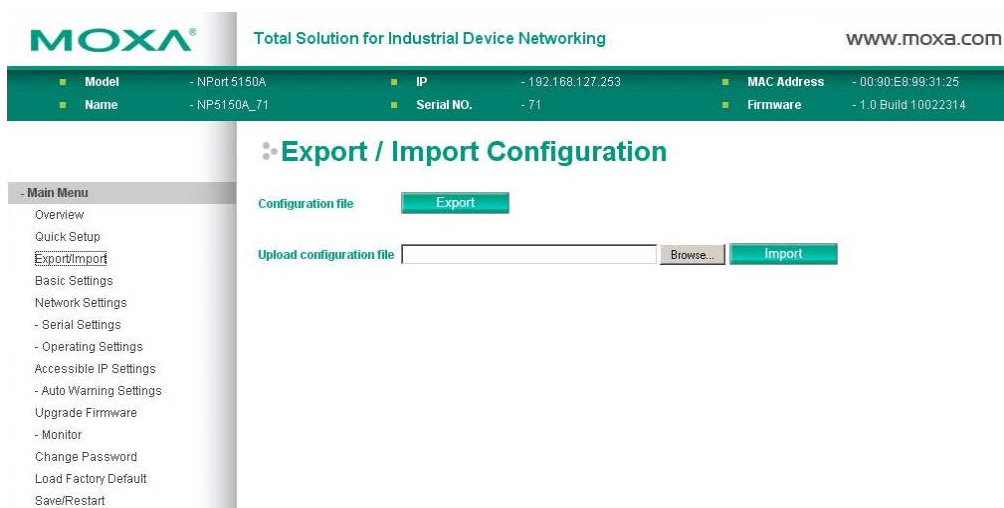 MOXA®
Total Solution for Industrial Device Networking
www.moxa.com
Model - NPort 5150A
IP - 192.168.127.253
MAC Address - 00:90:E8:99:31:25
Name - NP5150A_71
Serial NO. - 71
Firmware - 1.0 Build 10022314
Export / Import Configuration
Configuration file Export
Upload configuration file Browse... Import
- Main Menu
Overview
Quick Setup
Export/Import
Basic Settings
Network Settings
- Serial Settings
- Operating Settings
Accessible IP Settings
- Auto Warning Settings
Upgrade Firmware
- Monitor
Change Password
Load Factory Default
Save/Restart